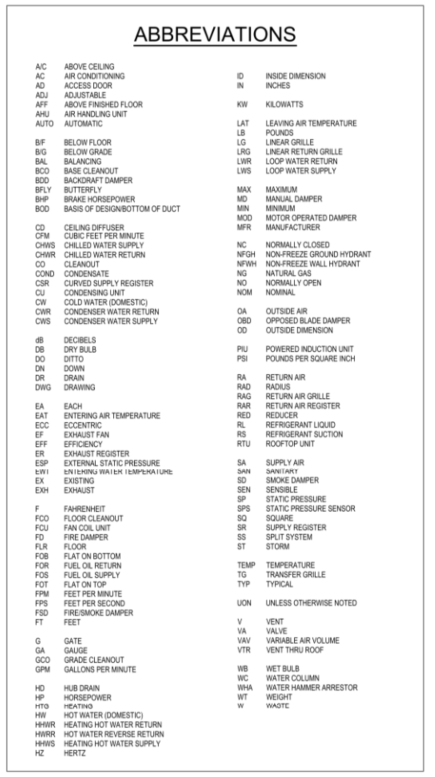 ABBREVIATIONS
A/C ABOVE CEILING
AC AIR CONDITIONING
AD ACCESS DOOR
ADJ ADJUSTABLE
AFF ABOVE FINISHED FLOOR
AHU AIR HANDLING UNIT
AUTO AUTOMATIC
B/F BELOW FLOOR
B/G BELOW GRADE
BAL BALANCING
BCO BASE CLEANOUT
BDD BACKDRAFT DAMPER
BFLY BUTTERFLY
BHP BRAKE HORSEPOWER
BOD BASIS OF DESIGN/BOTTOM OF DUCT
CD CEILING DIFFUSER
CFM CUBIC FEET PER MINUTE
CHWS CHILLED WATER SUPPLY
CHWR CHILLED WATER RETURN
CO CLEANOUT
COND CONDENSATE
CSR CURVED SUPPLY REGISTER
CU CONDENSING UNIT
CW COLD WATER (DOMESTIC)
CWR CONDENSER WATER RETURN
CWS CONDENSER WATER SUPPLY
dB DECIBELS
DB DRY BULB
DO DITTO
DN DOWN
DR DRAIN
DWG DRAWING
EA EACH
EAT ENTERING AIR TEMPERATURE
ECC ECCENTRIC
EF EXHAUST FAN
EFF EFFICIENCY
ER EXHAUST REGISTER
ESP EXTERNAL STATIC PRESSURE
EWT ENTERING WATER TEMPERATURE
EX EXISTING
EXH EXHAUST
F FAHRENHEIT
FCO FLOOR CLEANOUT
FCU FAN COIL UNIT
FD FIRE DAMPER
FLR FLOOR
FOB FLAT ON BOTTOM
FOR FUEL OIL RETURN
FOS FUEL OIL SUPPLY
FOT FLAT ON TOP
FPM FEET PER MINUTE
FPS FEET PER SECOND
FSD FIRE/SMOKE DAMPER
FT FEET
G GATE
GA GAUGE
GCO GRADE CLEANOUT
GPM GALLONS PER MINUTE
HD HUB DRAIN
HP HORSEPOWER
HTG HEATING
HW HOT WATER (DOMESTIC)
HHWR HEATING HOT WATER RETURN
HWRR HOT WATER REVERSE RETURN
HHWS HEATING HOT WATER SUPPLY
HZ HERTZ
ID INSIDE DIMENSION
IN INCHES
KW KILOWATTS
LAT LEAVING AIR TEMPERATURE
LB POUNDS
LG LINEAR GRILLE
LRG LINEAR RETURN GRILLE
LWR LOOP WATER RETURN
LWS LOOP WATER SUPPLY
MAX MAXIMUM
MD MANUAL DAMPER
MIN MINIMUM
MOD MOTOR OPERATED DAMPER
MFR MANUFACTURER
NC NORMALLY CLOSED
NFGH NON-FREEZE GROUND HYDRANT
NFWH NON-FREEZE WALL HYDRANT
NG NATURAL GAS
NO NORMALLY OPEN
NOM NOMINAL
OA OUTSIDE AIR
OBD OPPOSED BLADE DAMPER
OD OUTSIDE DIMENSION
PIU POWERED INDUCTION UNIT
PSI POUNDS PER SQUARE INCH
RA RETURN AIR
RAD RADIUS
RAG RETURN AIR GRILLE
RAR RETURN AIR REGISTER
RED REDUCER
RL REFRIGERANT LIQUID
RS REFRIGERANT SUCTION
RTU ROOFTOP UNIT
SA SUPPLY AIR
SAN SANITARY
SD SMOKE DAMPER
SEN SENSIBLE
SP STATIC PRESSURE
SPS STATIC PRESSURE SENSOR
SQ SQUARE
SR SUPPLY REGISTER
SS SPLIT SYSTEM
ST STORM
TEMP TEMPERATURE
TG TRANSFER GRILLE
TYP TYPICAL
UON UNLESS OTHERWISE NOTED
V VENT
VA VALVE
VAV VARIABLE AIR VOLUME
VTR VENT THRU ROOF
WB WET BULB
WC WATER COLUMN
WHA WATER HAMMER ARRESTOR
WT WEIGHT
W WASTE